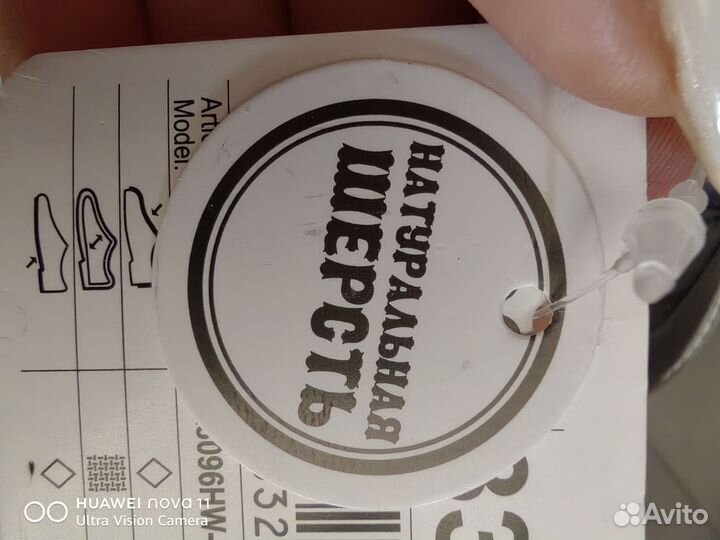 НАТУРАЛЬНАЯ
ШЕРСТЬ
Model:
HUAWEI nova 11
Ultra Vision Camera
Avito